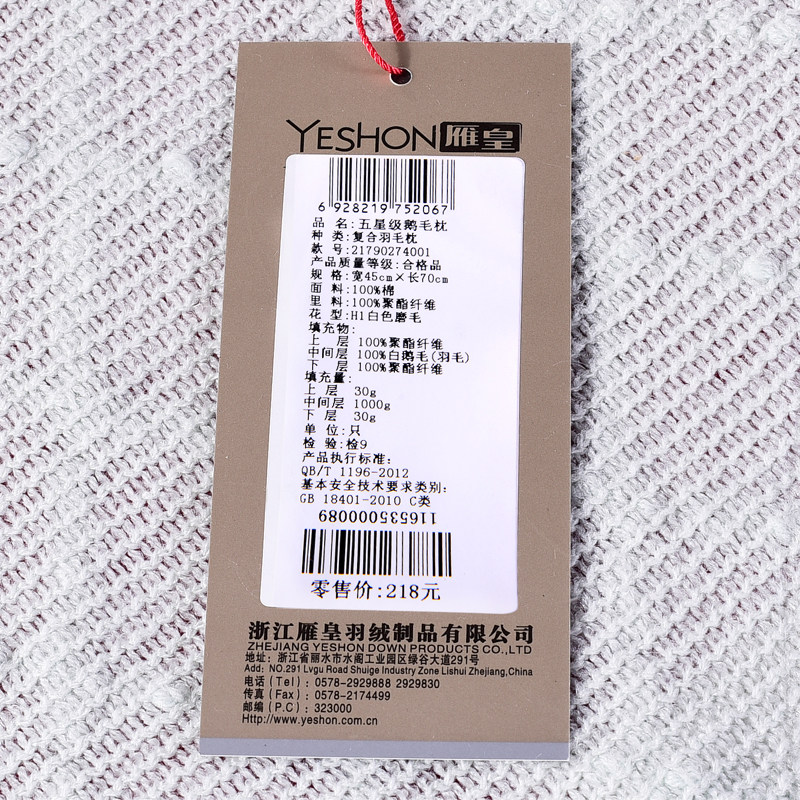 YESHON 雁皇
6 928219 752067
品 名:五星级鹅毛枕
种 类:复合羽毛枕
款 号:21790274001
产品质量等级:合格品
规 格:宽45cm×长70cm
面 料:100%棉
里 料:100%聚酯纤维
花 型:H1白色磨毛
填充物:
上 层 100%聚酯纤维
中间层 100%白鹅毛(羽毛)
下 层 100%聚酯纤维
填充量:
上 层 30g
中间层 1000g
下 层 30g
单 位:只
检 验:检9
产品执行标准:
QB/T 1196-2012
基本安全技术要求类别:
GB 18401-2010 C类
1165350000089
零售价:218元
浙江雁皇羽绒制品有限公司
ZHEJIANG YESHON DOWN PRODUCTS CO.,LTD
地址: 浙江省丽水市水阁工业园区绿谷大道291号
Add: NO.291 Lvgu Road Shuige Industry Zone Lishui Zhejiang,China
电话(Tel): 0578-2929888 2929830
传真(Fax): 0578-2174499
邮编(P.C): 323000
Http://www.yeshon.com.cn